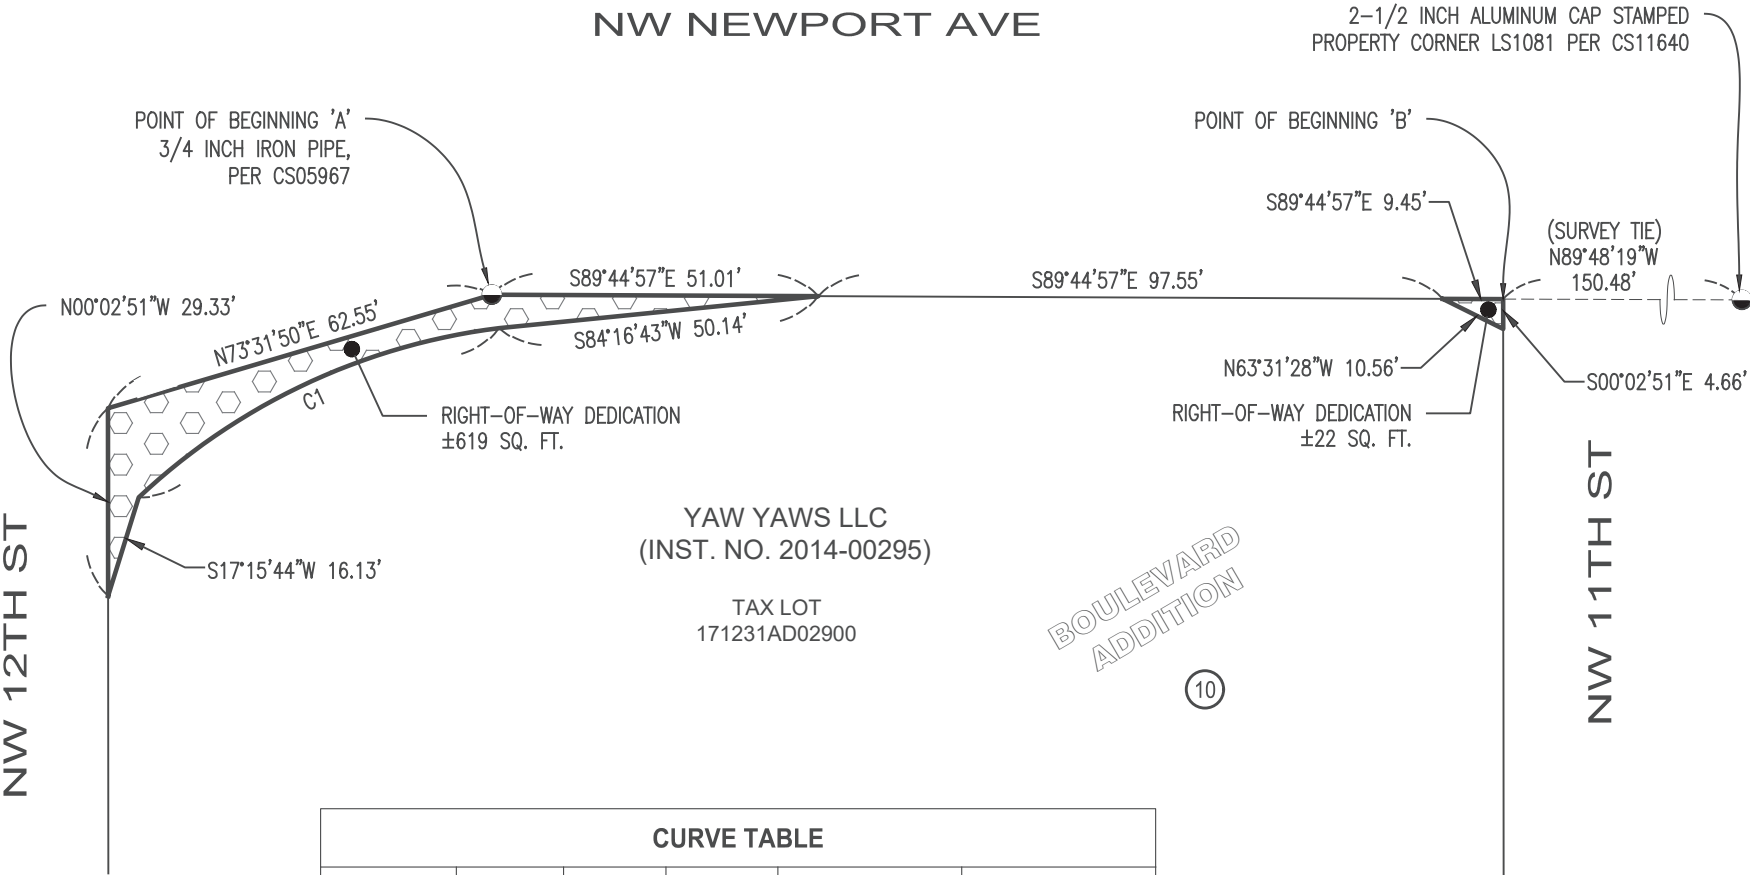 NW NEWPORT AVE
2-1/2 INCH ALUMINUM CAP STAMPED
PROPERTY CORNER LS1081 PER CS11640
POINT OF BEGINNING 'A'
3/4 INCH IRON PIPE,
PER CS05967
POINT OF BEGINNING 'B'
S89°44'57"E 9.45'
(SURVEY TIE)
N89°48'19"W
150.48'
S89°44'57"E 51.01'
S89°44'57"E 97.55'
N00°02'51"W 29.33'
N73°31'50"E 62.55'
S84°16'43"W 50.14'
C1
N63°31'28"W 10.56'
S00°02'51"E 4.66'
RIGHT-OF-WAY DEDICATION
±619 SQ. FT.
RIGHT-OF-WAY DEDICATION
±22 SQ. FT.
S17°15'44"W 16.13'
YAW YAWS LLC
(INST. NO. 2014-00295)
TAX LOT
171231AD02900
BOULEVARD
ADDITION
10
NW 12TH ST
NW 11TH ST
CURVE TABLE